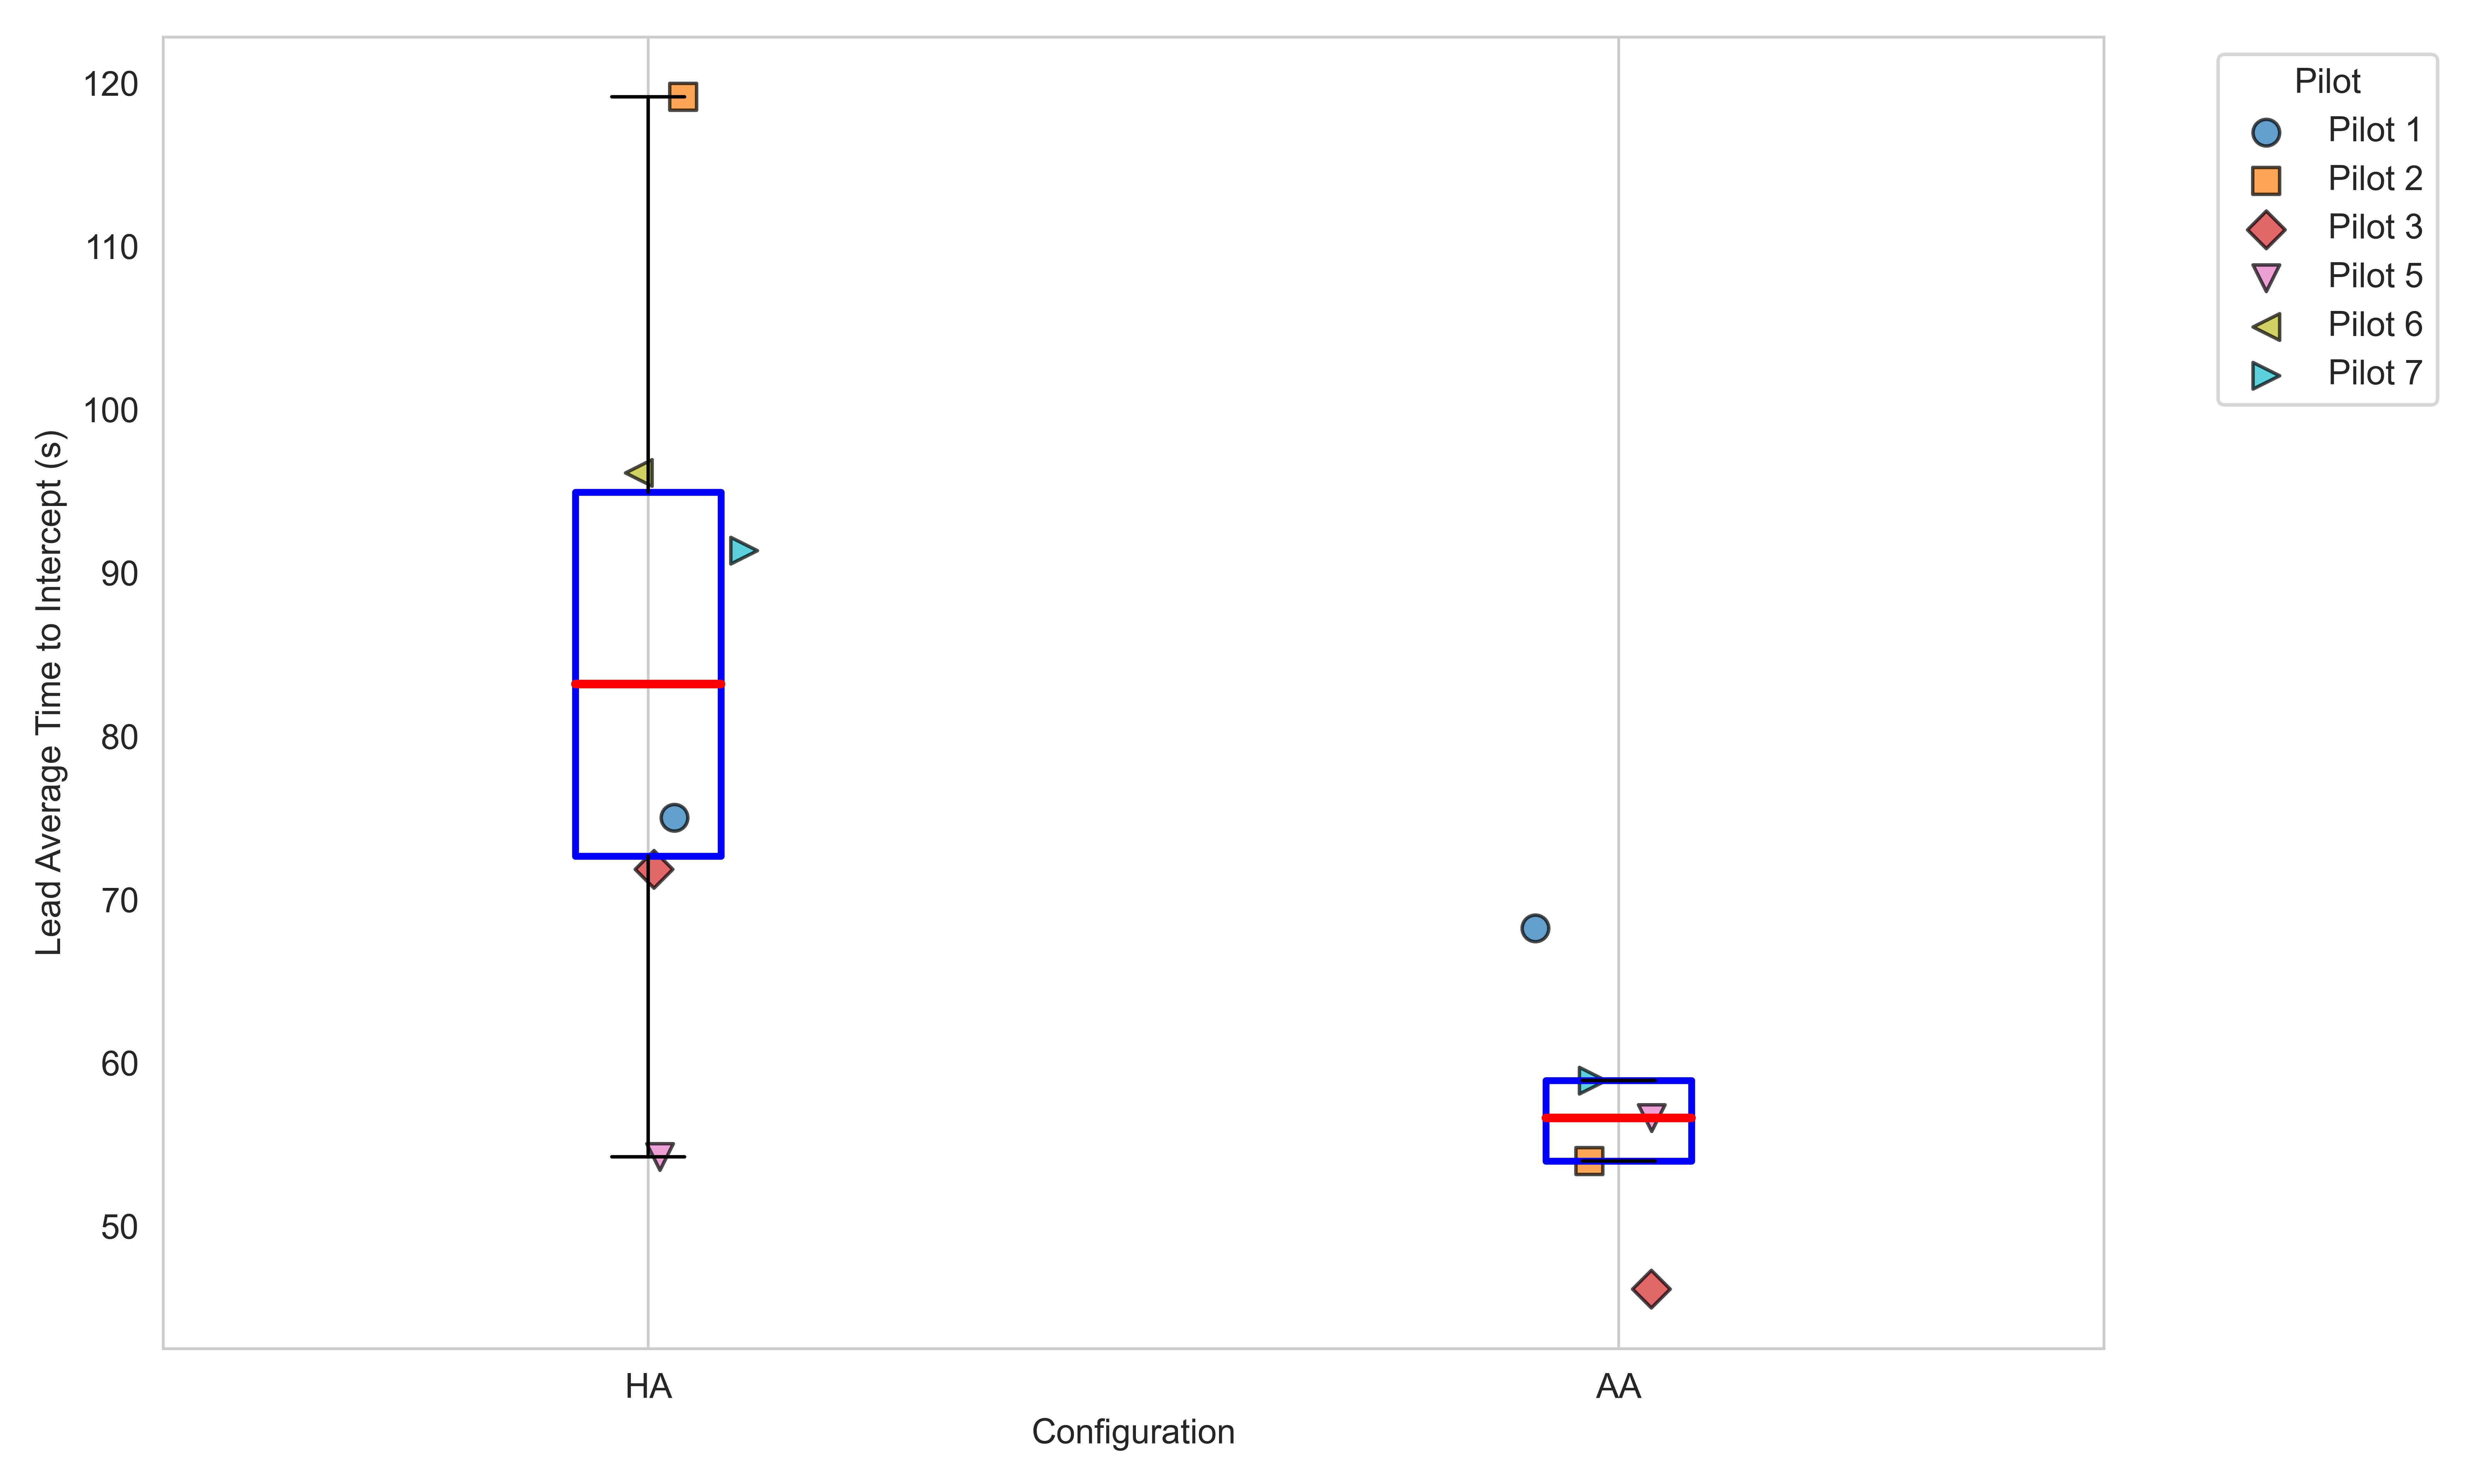 Lead Average Time to Intercept (s)
120
110
100
90
80
70
60
50
HA
AA
Configuration
Pilot
Pilot 1
Pilot 2
Pilot 3
Pilot 5
Pilot 6
Pilot 7